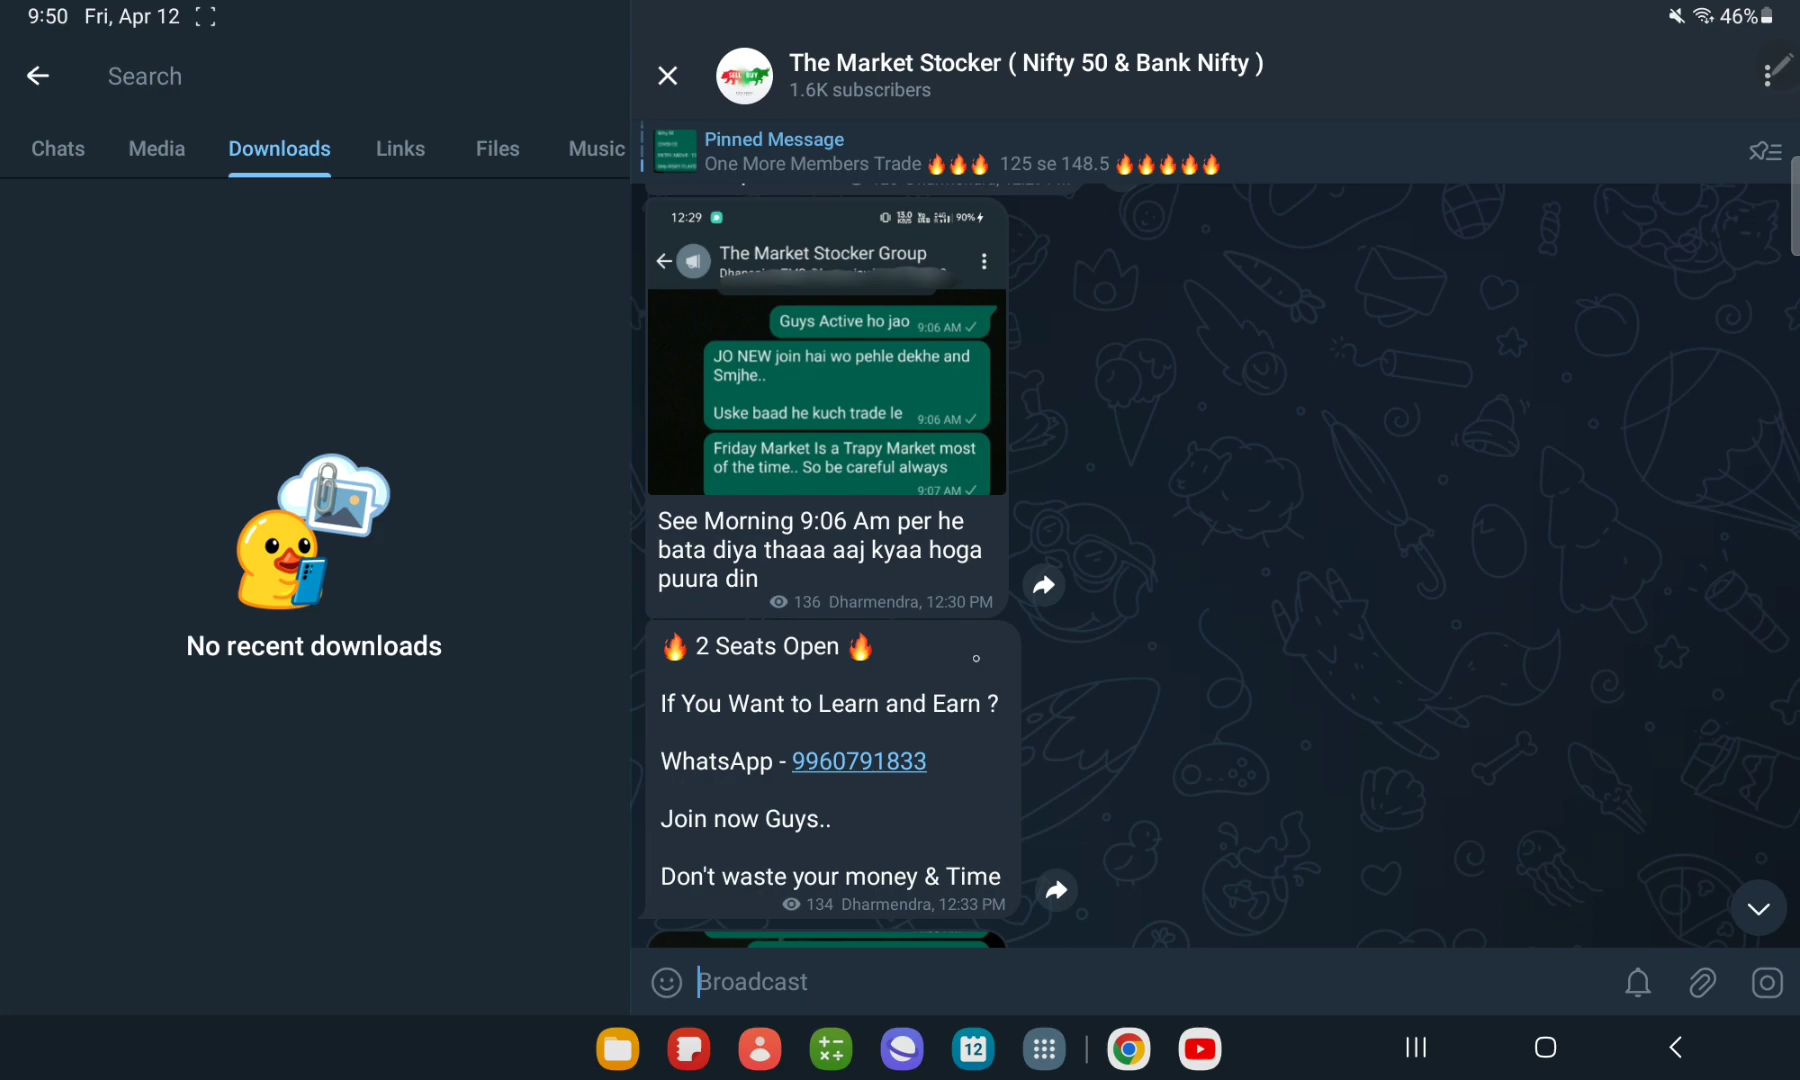 9:50 Fri, Apr 12
46%
Search
Chats Media Downloads Links Files Music
No recent downloads
The Market Stocker ( Nifty 50 & Bank Nifty )
1.6K subscribers
Pinned Message
One More Members Trade 🔥🔥🔥 125 se 148.5 🔥🔥🔥🔥🔥
12:29
90%
The Market Stocker Group
Guys Active ho jao 9:06 AM
JO NEW join hai wo pehle dekhe and
Smjhe..
Uske baad he kuch trade le 9:06 AM
Friday Market Is a Trapy Market most
of the time.. So be careful always
9:07 AM
See Morning 9:06 Am per he
bata diya thaaa aaj kyaa hoga
puura din
136 Dharmendra, 12:30 PM
🔥 2 Seats Open 🔥
If You Want to Learn and Earn ?
WhatsApp - 9960791833
Join now Guys..
Don't waste your money & Time
134 Dharmendra, 12:33 PM
Broadcast
12